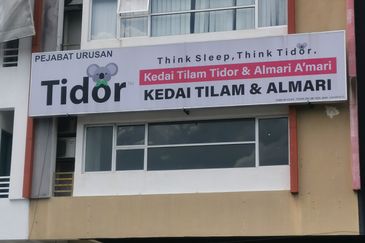 PEJABAT URUSAN
Tidor
Think Sleep, Think Tidor.
Kedai Tilam Tidor & Almari A'mari
KEDAI TILAM & ALMARI